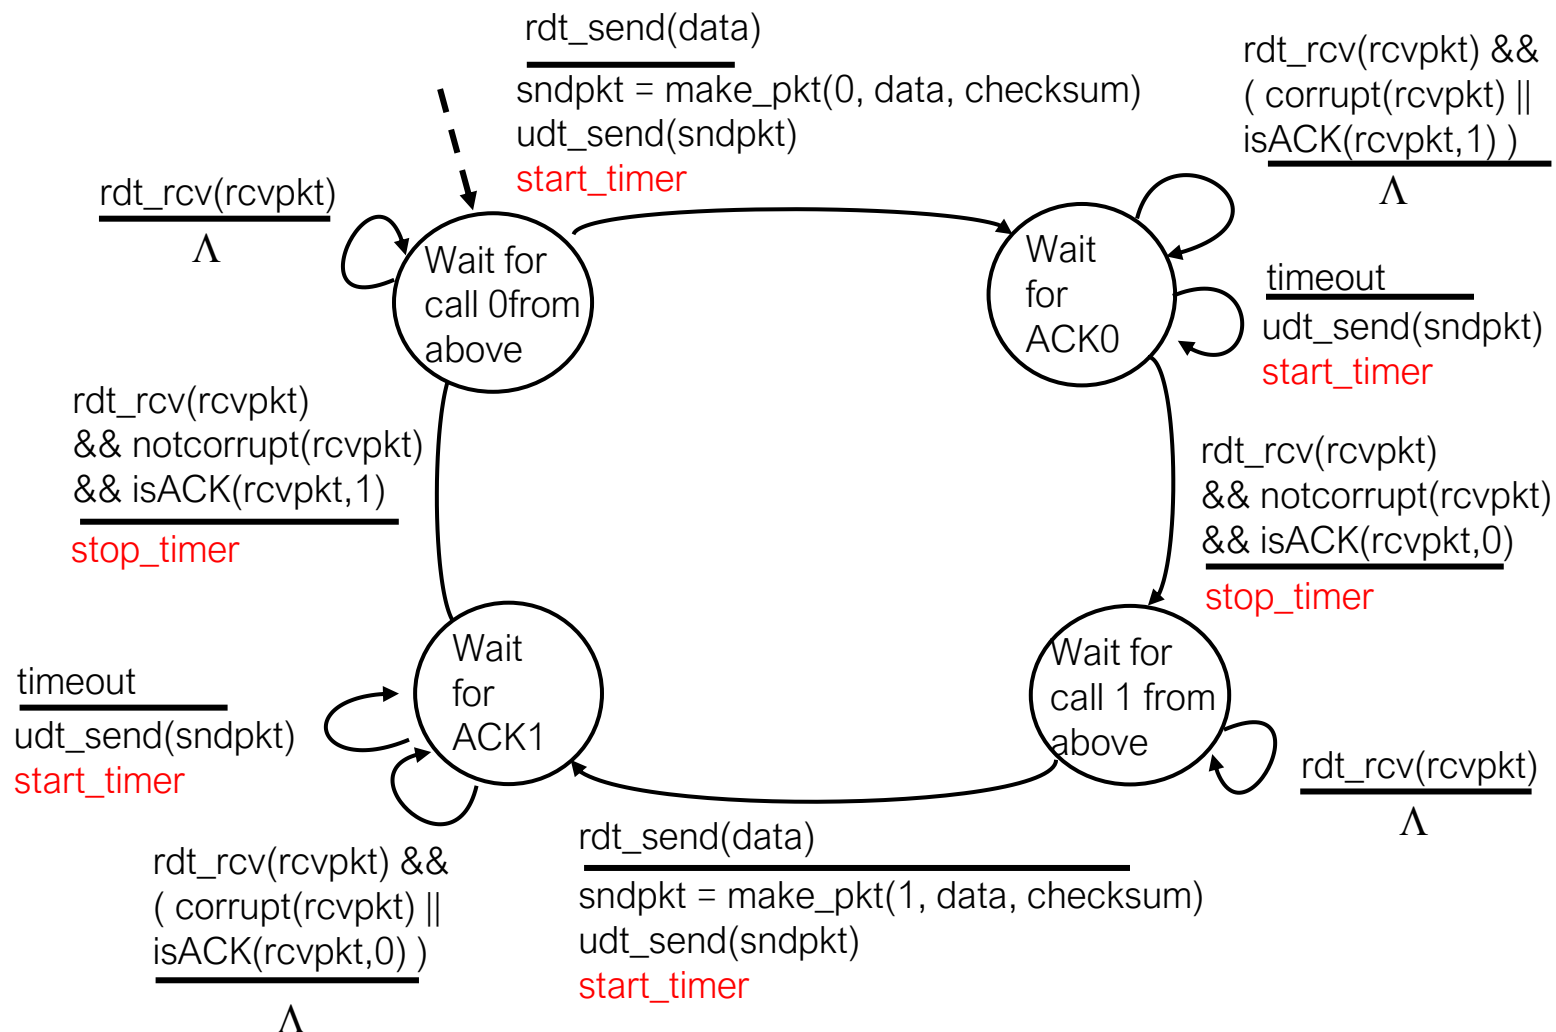 rdt_send(data)
sndpkt = make_pkt(0, data, checksum)
udt_send(sndpkt)
start_timer
rdt_rcv(rcvpkt) &&
( corrupt(rcvpkt) ||
isACK(rcvpkt,1) )
Λ
rdt_rcv(rcvpkt)
Λ
Wait for
call 0from
above
Wait
for
ACK0
timeout
udt_send(sndpkt)
start_timer
rdt_rcv(rcvpkt)
&& notcorrupt(rcvpkt)
&& isACK(rcvpkt,1)
stop_timer
rdt_rcv(rcvpkt)
&& notcorrupt(rcvpkt)
&& isACK(rcvpkt,0)
stop_timer
timeout
udt_send(sndpkt)
start_timer
Wait
for
ACK1
Wait for
call 1 from
above
rdt_rcv(rcvpkt)
Λ
rdt_rcv(rcvpkt) &&
( corrupt(rcvpkt) ||
isACK(rcvpkt,0) )
Λ
rdt_send(data)
sndpkt = make_pkt(1, data, checksum)
udt_send(sndpkt)
start_timer